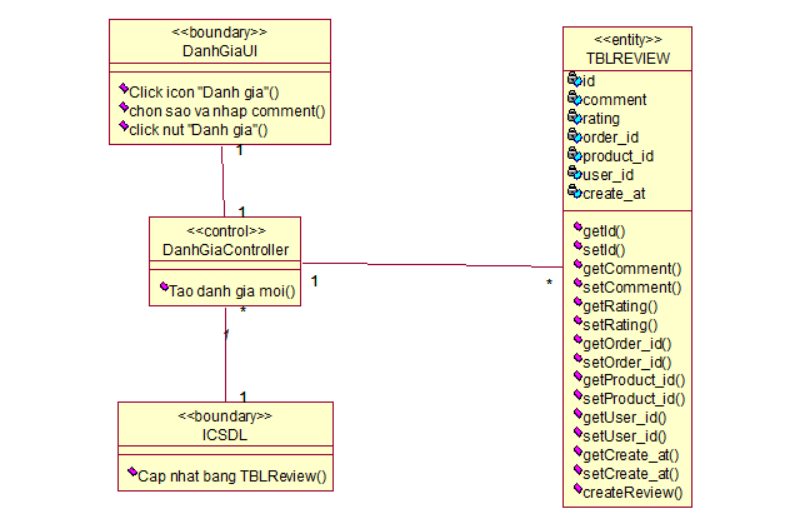 <<boundary>>
DanhGiaUI
Click icon "Danh gia"()
chon sao va nhap comment()
click nut "Danh gia"()
1
1
<<control>>
DanhGiaController
Tao danh gia moi()
1
*
*
1
<<boundary>>
ICSDL
Cap nhat bang TBLReview()
<<entity>>
TBLREVIEW
id
comment
rating
order_id
product_id
user_id
create_at
getId()
setId()
getComment()
setComment()
getRating()
setRating()
getOrder_id()
setOrder_id()
getProduct_id()
setProduct_id()
getUser_id()
setUser_id()
getCreate_at()
setCreate_at()
createReview()